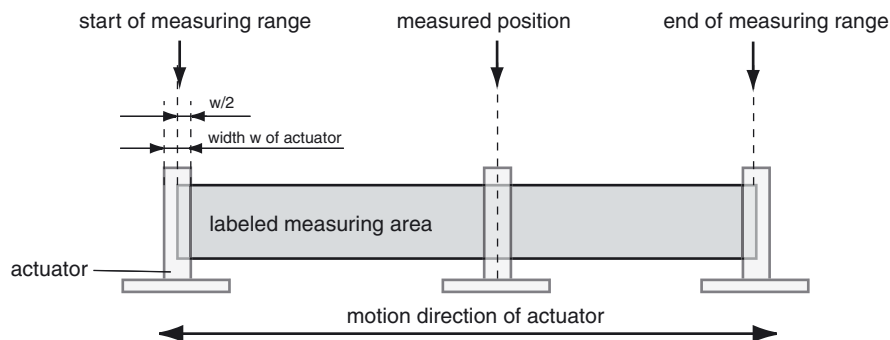 start of measuring range
measured position
end of measuring range
w/2
width w of actuator
labeled measuring area
actuator
motion direction of actuator